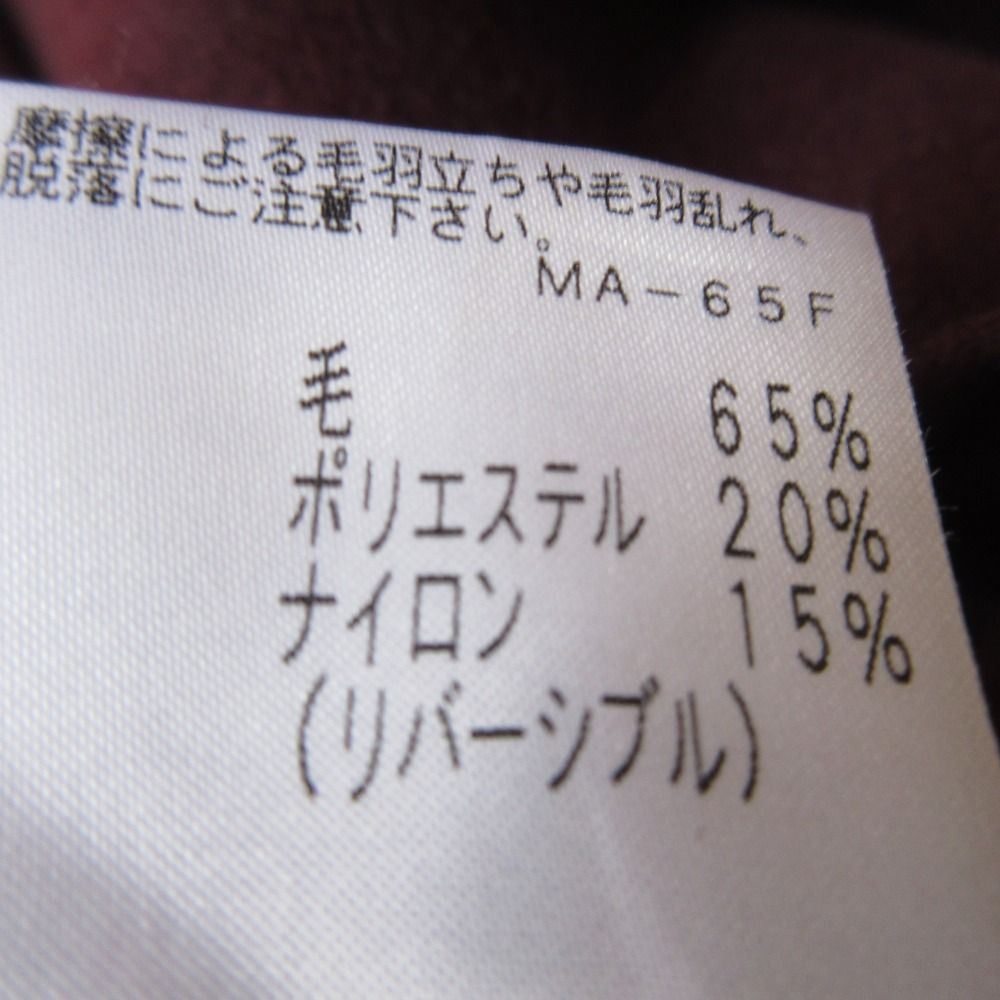 摩擦による毛羽立ちや毛羽乱れ、
脱落にご注意下さい。
MA-65F
毛 65%
ポリエステル 20%
ナイロン 15%
(リバーシブル)